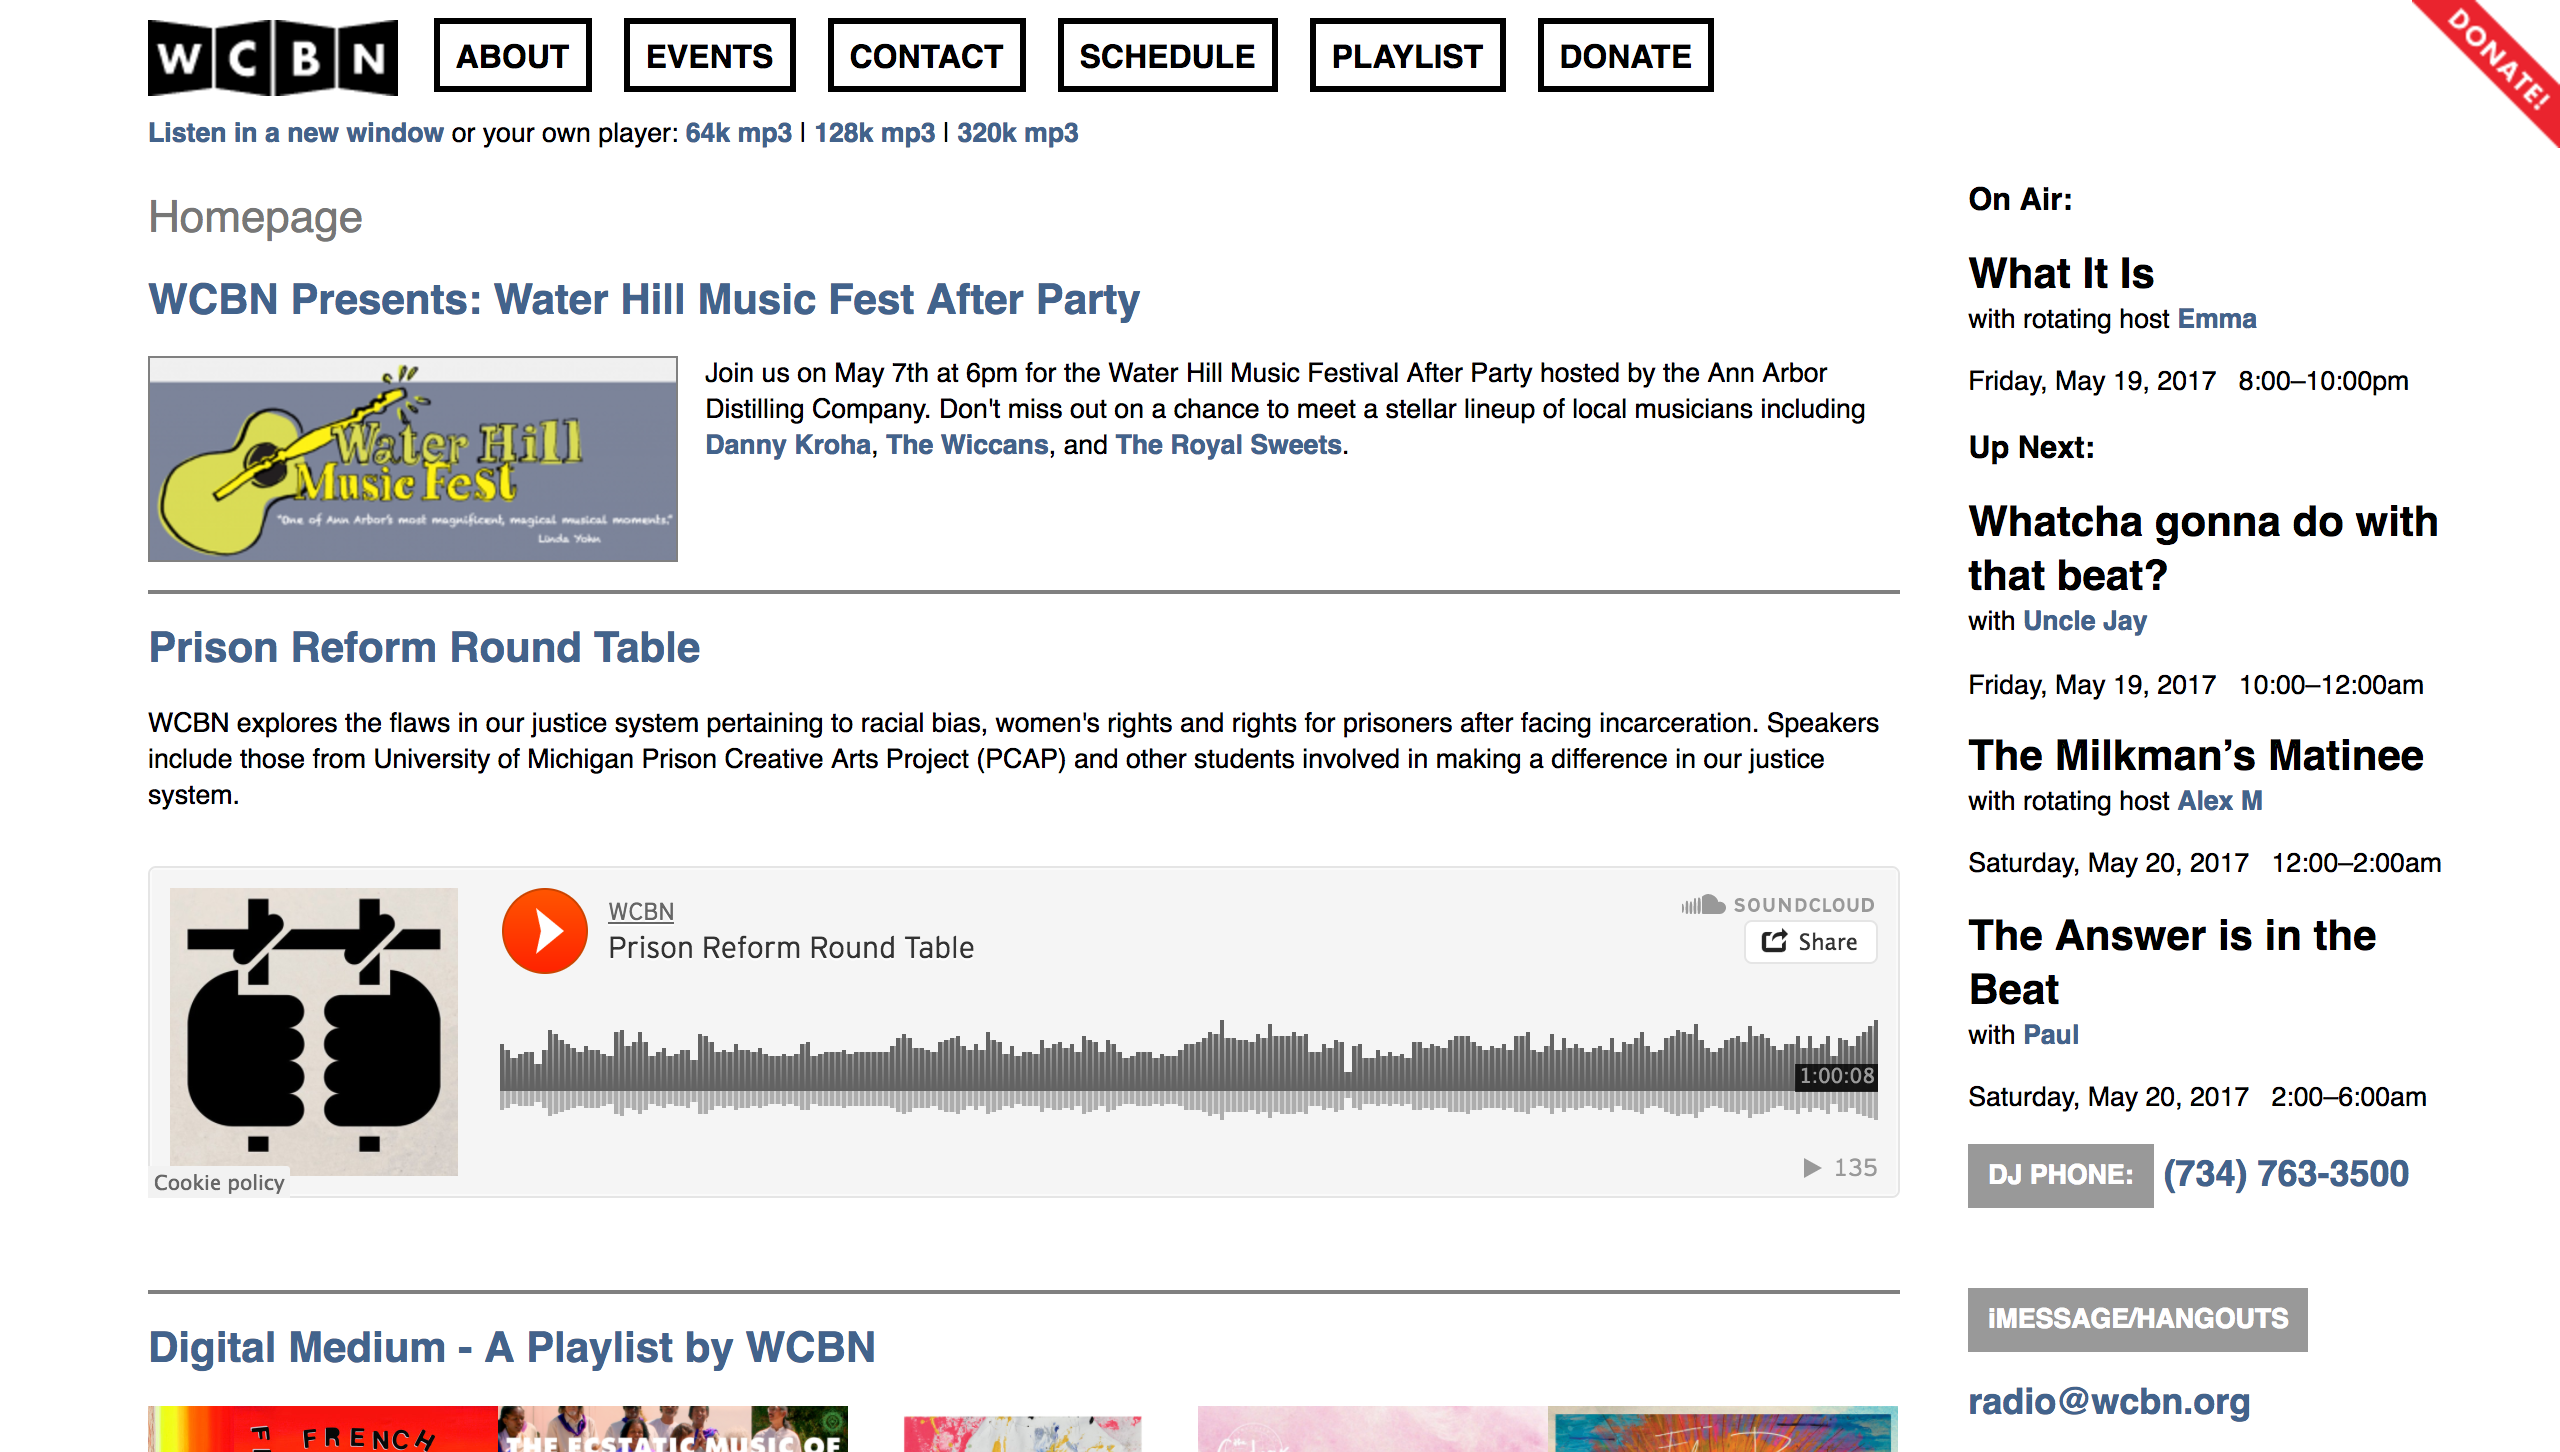 WCBN
ABOUT
EVENTS
CONTACT
SCHEDULE
PLAYLIST
DONATE
DONATE!
Listen in a new window or your own player: 64k mp3 | 128k mp3 | 320k mp3
Homepage
WCBN Presents: Water Hill Music Fest After Party
Water Hill
Music Fest
"One of Ann Arbor's most magnificent, magical musical moments."
Linda Yohn
Join us on May 7th at 6pm for the Water Hill Music Festival After Party hosted by the Ann Arbor
Distilling Company. Don't miss out on a chance to meet a stellar lineup of local musicians including
Danny Kroha, The Wiccans, and The Royal Sweets.
Prison Reform Round Table
WCBN explores the flaws in our justice system pertaining to racial bias, women's rights and rights for prisoners after facing incarceration. Speakers
include those from University of Michigan Prison Creative Arts Project (PCAP) and other students involved in making a difference in our justice
system.
WCBN
Prison Reform Round Table
SOUNDCLOUD
Share
1:00:08
135
Cookie policy
Digital Medium - A Playlist by WCBN
FRENCH
THE ECSTATIC MUSIC OF
On Air:
What It Is
with rotating host Emma
Friday, May 19, 2017 8:00–10:00pm
Up Next:
Whatcha gonna do with
that beat?
with Uncle Jay
Friday, May 19, 2017 10:00–12:00am
The Milkman’s Matinee
with rotating host Alex M
Saturday, May 20, 2017 12:00–2:00am
The Answer is in the
Beat
with Paul
Saturday, May 20, 2017 2:00–6:00am
DJ PHONE: (734) 763-3500
iMESSAGE/HANGOUTS
radio@wcbn.org